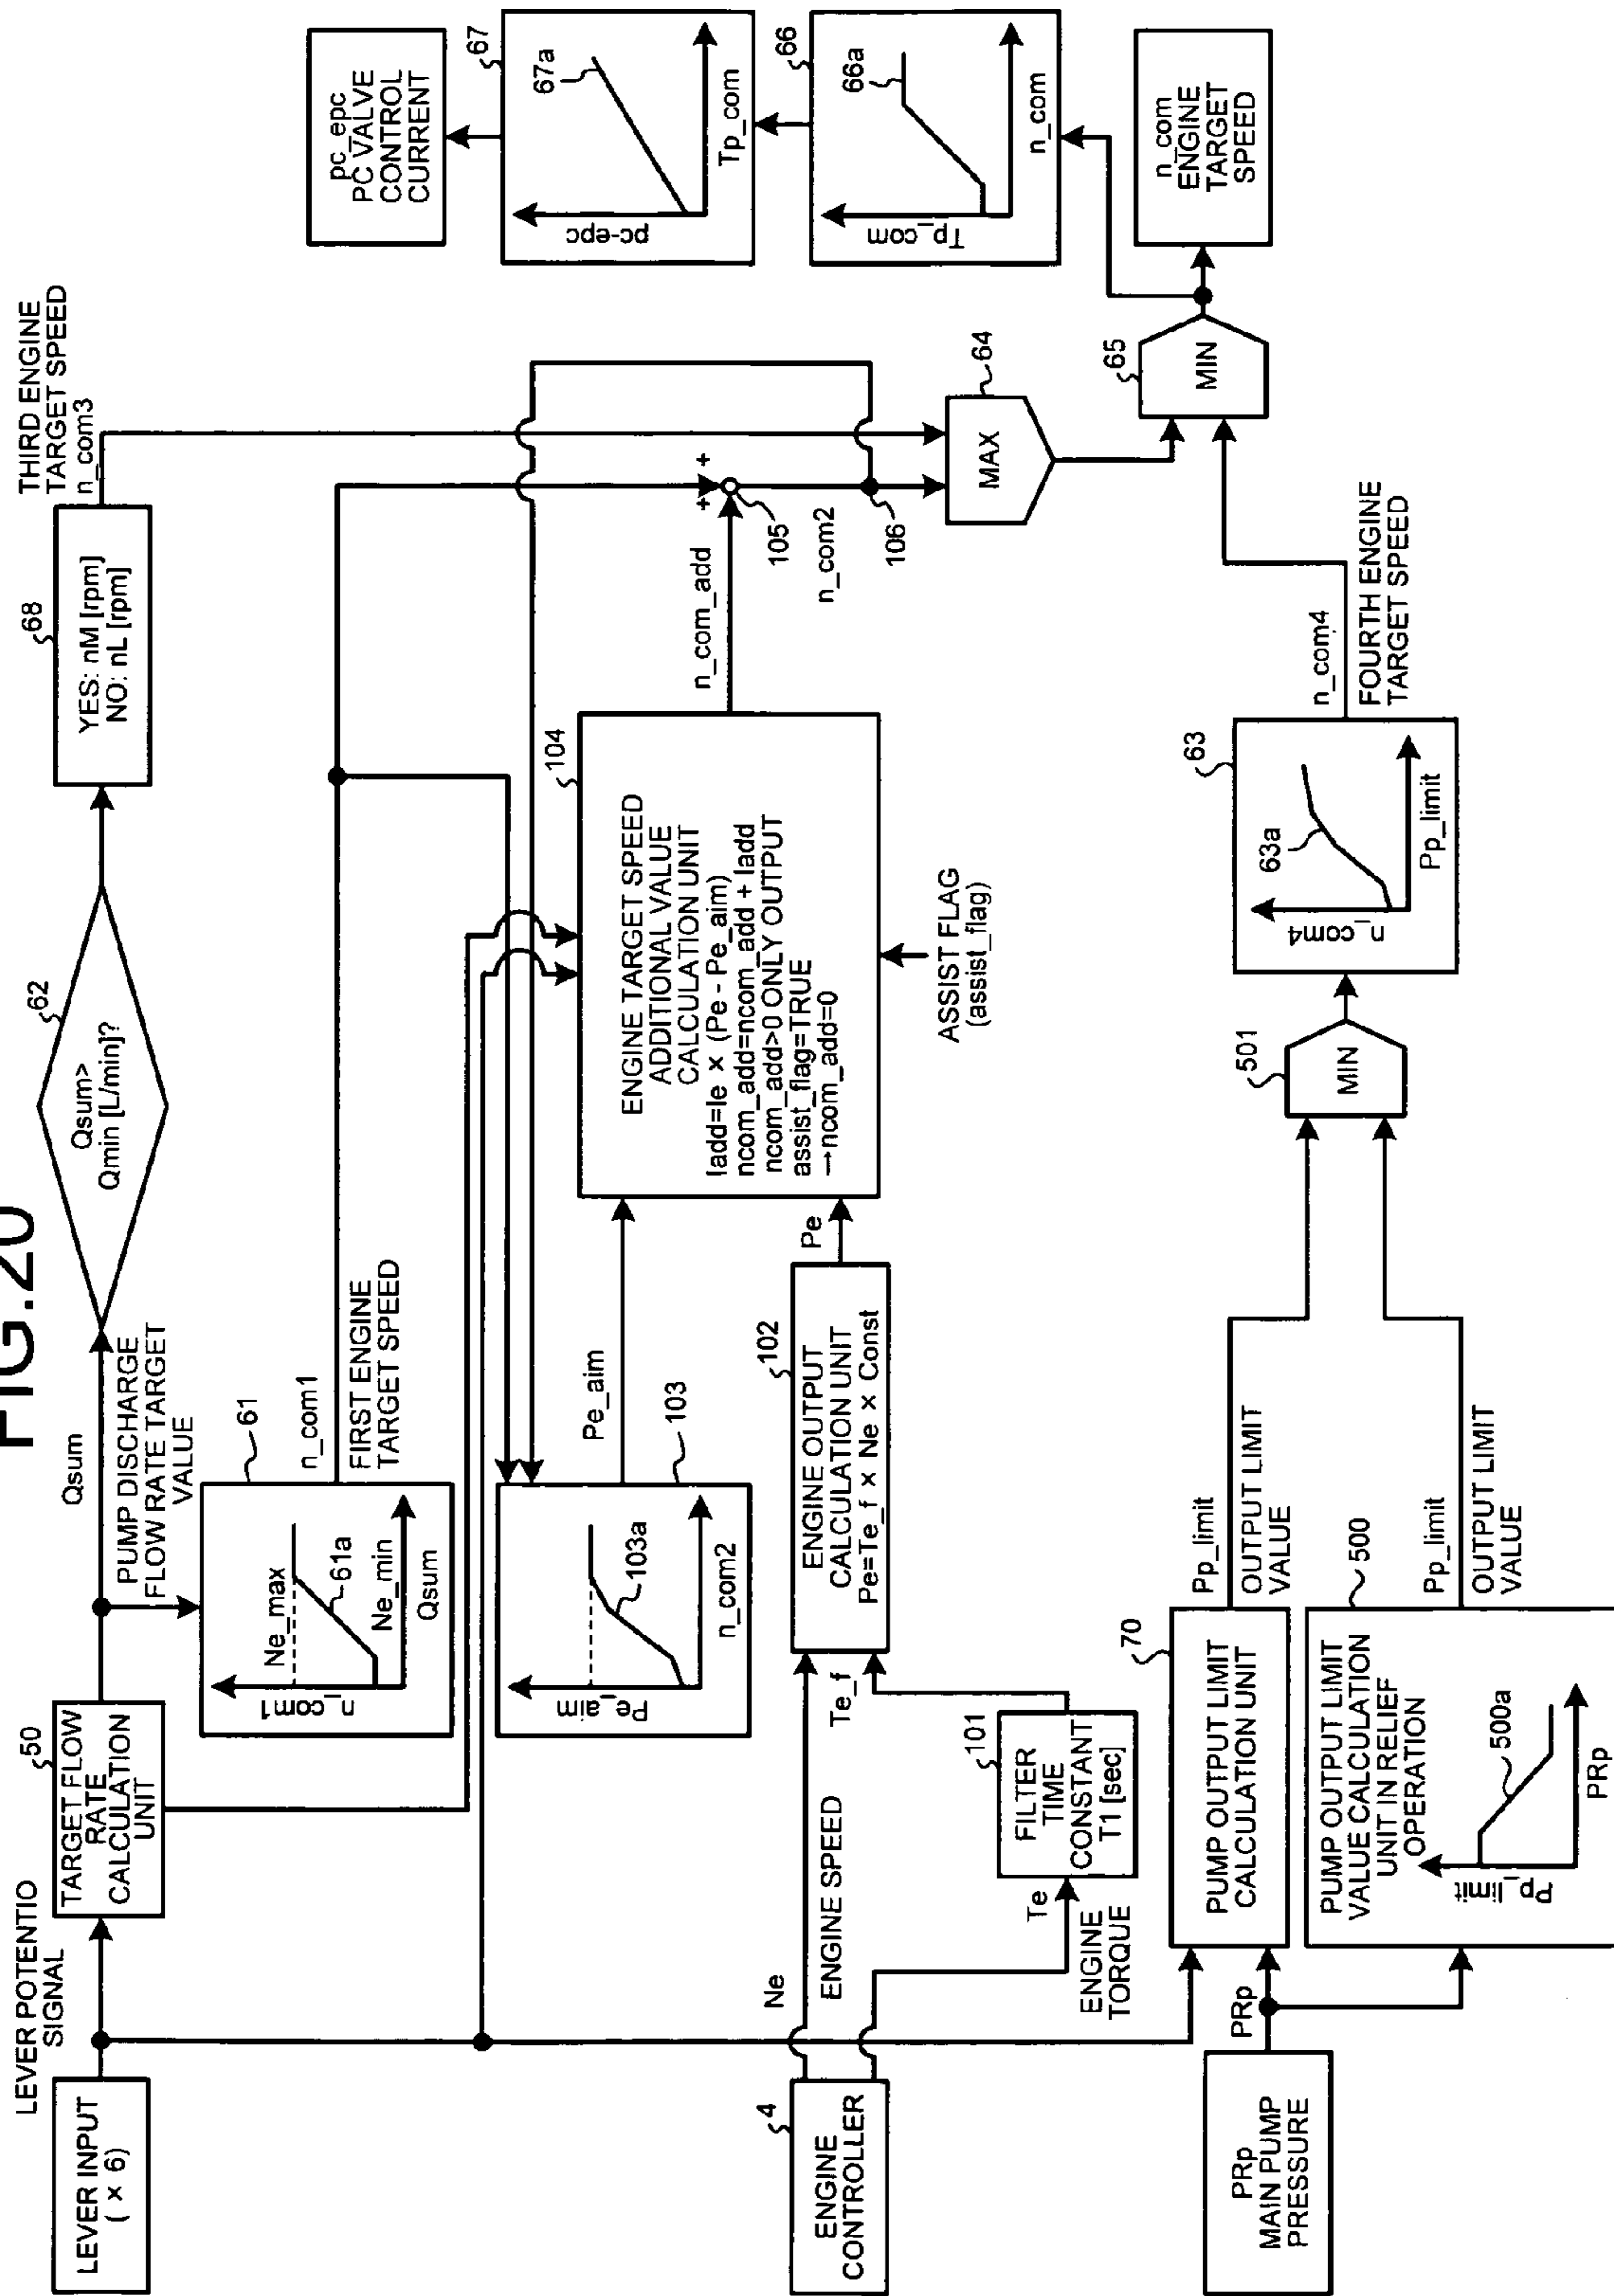 FIG.20
LEVER INPUT
( × 6)
LEVER POTENTIO
SIGNAL
50
TARGET FLOW
RATE
CALCULATION
UNIT
Qsum
PUMP DISCHARGE
FLOW RATE TARGET
VALUE
62
Qsum>
Qmin [L/min]?
68
YES: nM [rpm]
NO: nL [rpm]
THIRD ENGINE
TARGET SPEED
n_com3
61
n_com1
Ne_max
61a
Ne_min
Qsum
n_com1
FIRST ENGINE
TARGET SPEED
103
Pe_aim
103a
n_com2
Pe_aim
ENGINE
CONTROLLER
4
Ne
ENGINE SPEED
Te
ENGINE
TORQUE
101
FILTER
TIME
CONSTANT
T1 [sec]
Te_f
102
ENGINE OUTPUT
CALCULATION UNIT
Pe=Te_f × Ne × Const
Pe
104
ENGINE TARGET SPEED
ADDITIONAL VALUE
CALCULATION UNIT
Iadd=Ie × (Pe - Pe_aim)
ncom_add=ncom_add + Iadd
ncom_add>0 ONLY OUTPUT
assist_flag=TRUE
→ncom_add=0
ASSIST FLAG
(assist_flag)
n_com_add
+
+
105
n_com2
106
64
MAX
65
MIN
n_com
ENGINE
TARGET
SPEED
66
Tp_com
66a
n_com
67
pc-epc
67a
Tp_com
pc_epc
PC VALVE
CONTROL
CURRENT
PRp
MAIN PUMP
PRESSURE
PRp
70
PUMP OUTPUT LIMIT
CALCULATION UNIT
Pp_limit
OUTPUT LIMIT
VALUE
500
PUMP OUTPUT LIMIT
VALUE CALCULATION
UNIT IN RELIEF
OPERATION
Pp_limit
500a
PRp
Pp_limit
OUTPUT LIMIT
VALUE
501
MIN
63
n_com4
63a
Pp_limit
n_com4
FOURTH ENGINE
TARGET SPEED